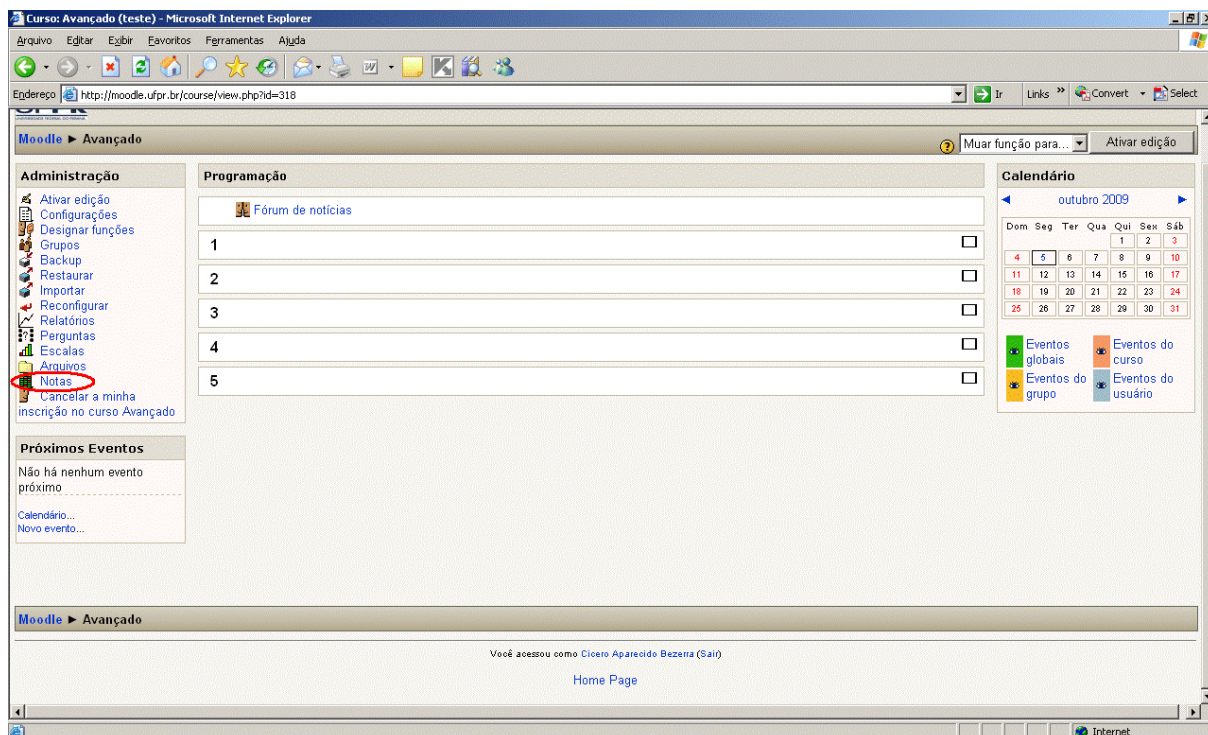 Curso: Avançado (teste) - Microsoft Internet Explorer
Arquivo Editar Exibir Favoritos Ferramentas Ajuda
Endereço http://moodle.ufpr.br/course/view.php?id=318 Ir Links » Convert Select
Moodle ► Avançado
Muar função para... Ativar edição
Administração
Ativar edição
Configurações
Designar funções
Grupos
Backup
Restaurar
Importar
Reconfigurar
Relatórios
Perguntas
Escalas
Arquivos
Notas
Cancelar a minha
inscrição no curso Avançado
Próximos Eventos
Não há nenhum evento
próximo
Calendário...
Novo evento...
Programação
Fórum de notícias
1
2
3
4
5
Calendário
◄ outubro 2009 ►
Dom Seg Ter Qua Qui Sex Sáb
1 2 3
4 5 6 7 8 9 10
11 12 13 14 15 16 17
18 19 20 21 22 23 24
25 26 27 28 29 30 31
Eventos globais
Eventos do curso
Eventos do grupo
Eventos do usuário
Moodle ► Avançado
Você acessou como Cicero Aparecido Bezerra (Sair)
Home Page
Internet